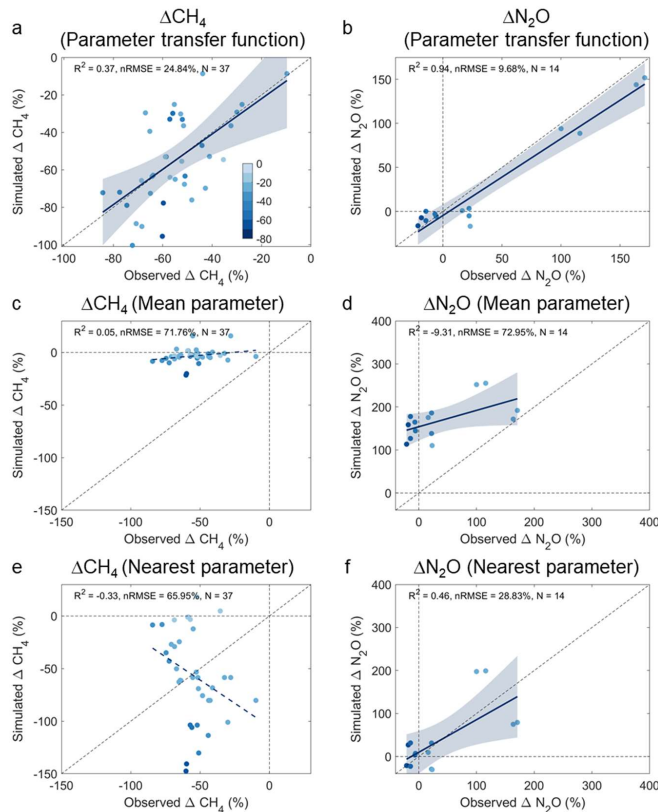 a
ΔCH₄
(Parameter transfer function)
R² = 0.37, nRMSE = 24.84%, N = 37
Simulated Δ CH₄ (%)
0
-20
-40
-60
-80
-100
0
-20
-40
-60
-80
-100
-80
-60
-40
-20
0
Observed Δ CH₄ (%)
b
ΔN₂O
(Parameter transfer function)
R² = 0.94, nRMSE = 9.68%, N = 14
Simulated Δ N₂O (%)
150
100
50
0
-50
0
50
100
150
Observed Δ N₂O (%)
c
ΔCH₄ (Mean parameter)
R² = 0.05, nRMSE = 71.76%, N = 37
Simulated Δ CH₄ (%)
0
-50
-100
-150
-150
-100
-50
0
Observed Δ CH₄ (%)
d
ΔN₂O (Mean parameter)
R² = -9.31, nRMSE = 72.95%, N = 14
Simulated Δ N₂O (%)
400
300
200
100
0
0
100
200
300
400
Observed Δ N₂O (%)
e
ΔCH₄ (Nearest parameter)
R² = -0.33, nRMSE = 65.95%, N = 37
Simulated Δ CH₄ (%)
0
-50
-100
-150
-150
-100
-50
0
Observed Δ CH₄ (%)
f
ΔN₂O (Nearest parameter)
R² = 0.46, nRMSE = 28.83%, N = 14
Simulated Δ N₂O (%)
400
300
200
100
0
0
100
200
300
400
Observed Δ N₂O (%)